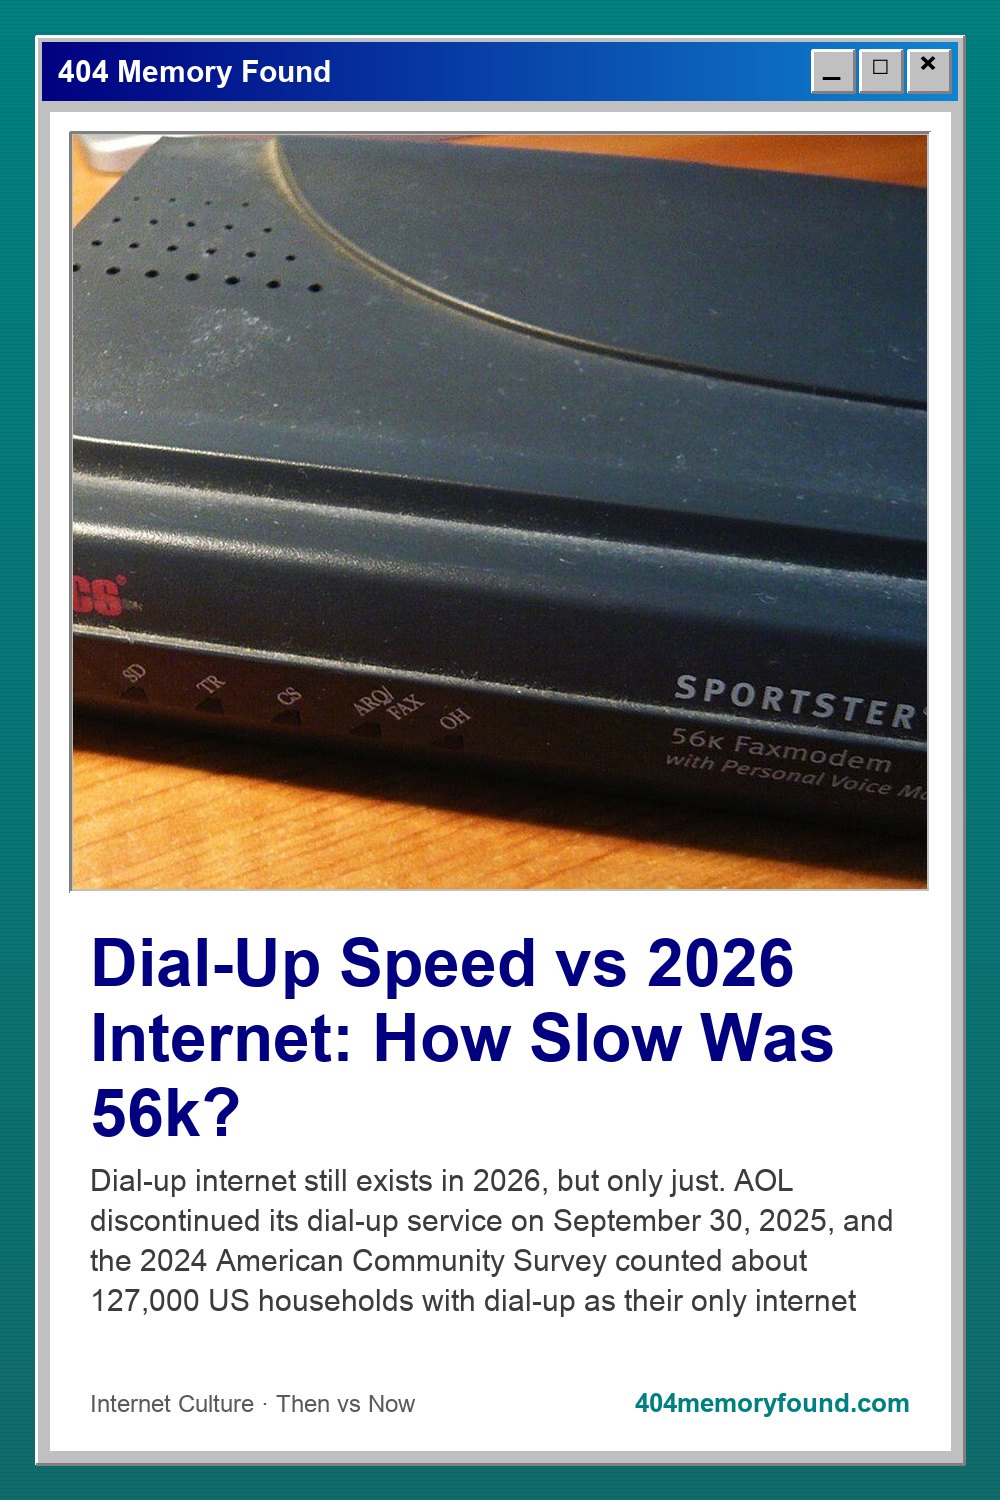 404 Memory Found
CS
SD TR CS ARQ/ FAX OH
SPORTSTER
56K Faxmodem
with Personal Voice
Dial-Up Speed vs 2026
Internet: How Slow Was
56k?
Dial-up internet still exists in 2026, but only just. AOL
discontinued its dial-up service on September 30, 2025, and
the 2024 American Community Survey counted about
127,000 US households with dial-up as their only internet
Internet Culture · Then vs Now
404memoryfound.com